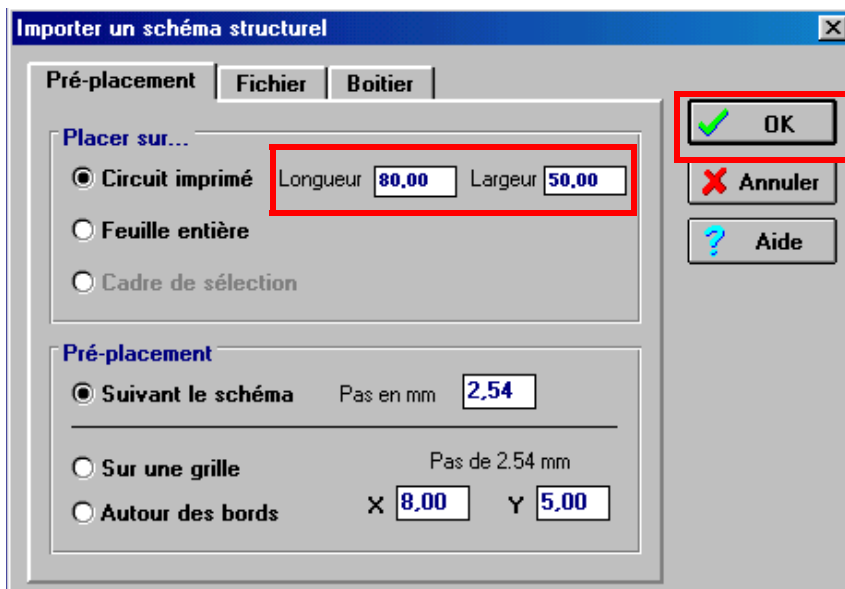 Importer un schéma structurel
Pré-placement Fichier Boitier
Placer sur...
Circuit imprimé Longueur 80,00 Largeur 50,00
Feuille entière
Cadre de sélection
Pré-placement
Suivant le schéma Pas en mm 2,54
Sur une grille Pas de 2.54 mm
Autour des bords X 8,00 Y 5,00
OK
Annuler
? Aide